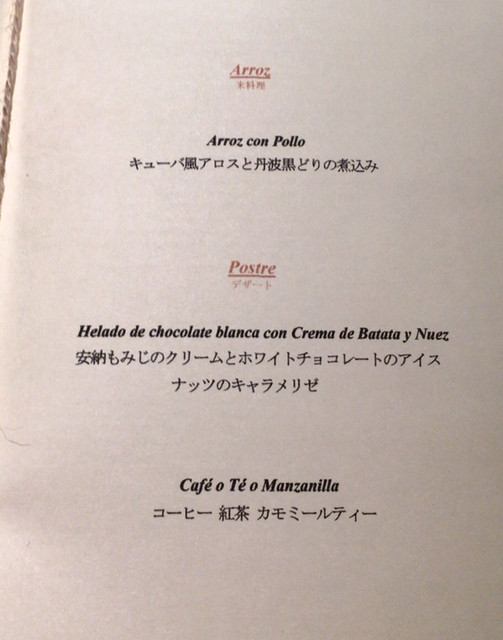 Arroz
米料理
Arroz con Pollo
キューバ風アロスと丹波黒どりの煮込み
Postre
デザート
Helado de chocolate blanca con Crema de Batata y Nuez
安納もみじのクリームとホワイトチョコレートのアイス
ナッツのキャラメリゼ
Café o Té o Manzanilla
コーヒー 紅茶 カモミールティー